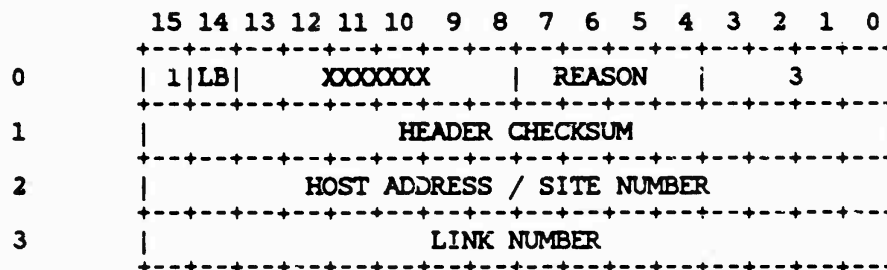 15 14 13 12 11 10 9 8 7 6 5 4 3 2 1 0
+--+--+--+--+--+--+--+--+--+--+--+--+--+--+--+--+
0 | 1|LB| XXXXXXX | REASON | 3
+--+--+--+--+--+--+--+--+--+--+--+--+--+--+--+--+
1 | HEADER CHECKSUM
+--+--+--+--+--+--+--+--+--+--+--+--+--+--+--+--+
2 | HOST ADDRESS / SITE NUMBER
+--+--+--+--+--+--+--+--+--+--+--+--+--+--+--+--+
3 | LINK NUMBER
+--+--+--+--+--+--+--+--+--+--+--+--+--+--+--+--+